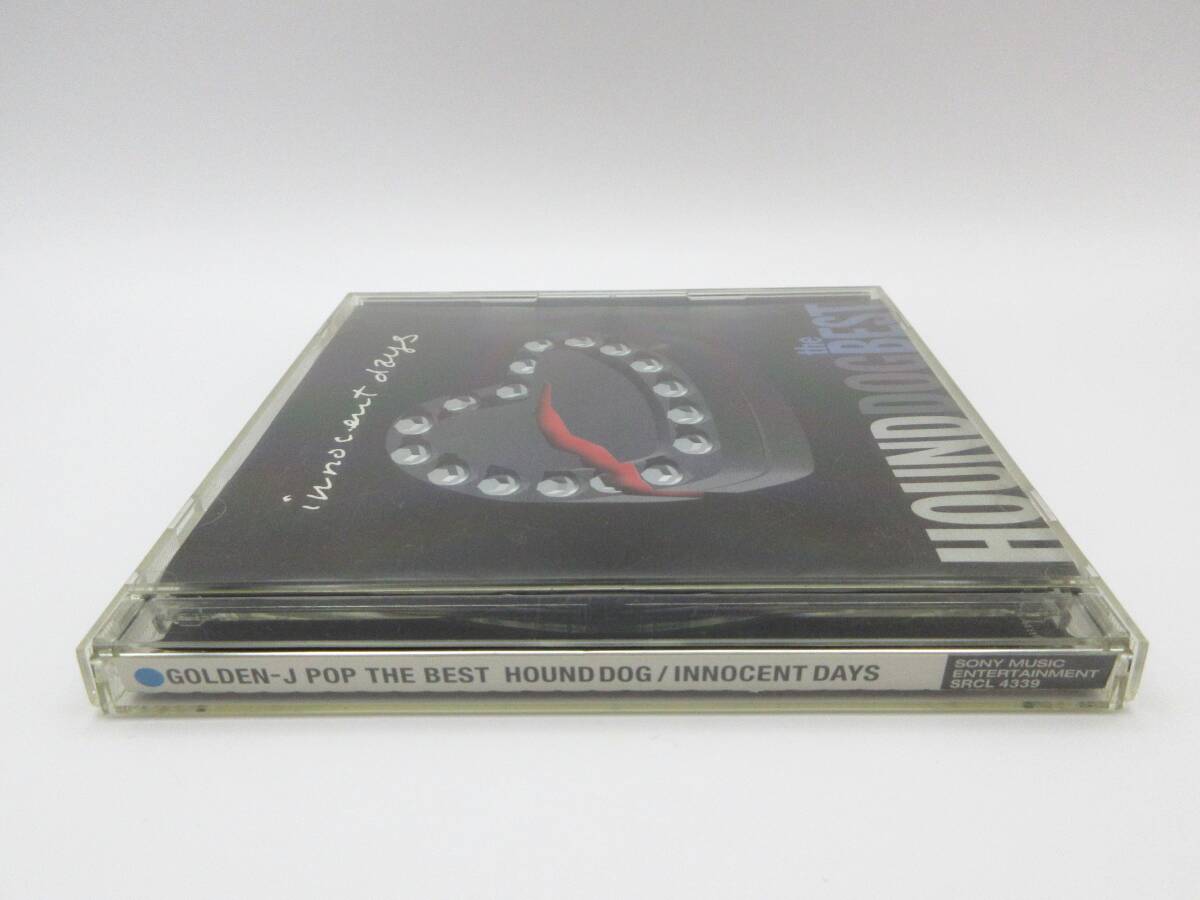 innocent days
HOUND DOG
the BEST
●GOLDEN-J POP THE BEST HOUND DOG/INNOCENT DAYS
SONY MUSIC
ENTERTAINMENT
SRCL 4339